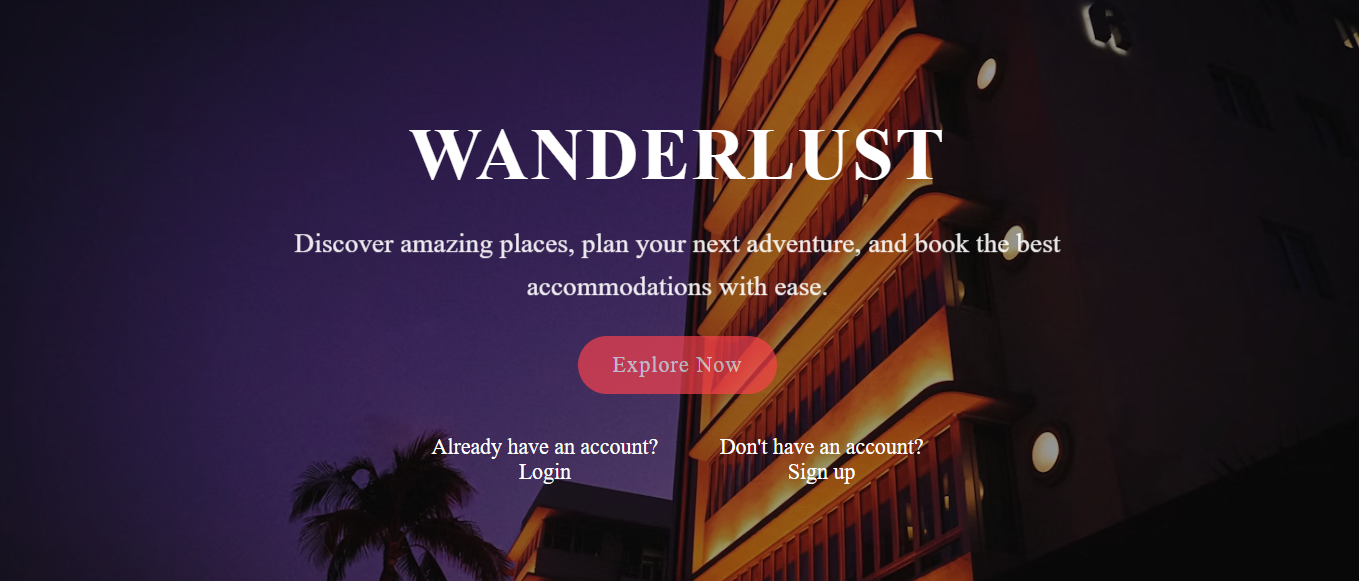 WANDERLUST
Discover amazing places, plan your next adventure, and book the best
accommodations with ease.
Explore Now
Already have an account?
Login
Don't have an account?
Sign up